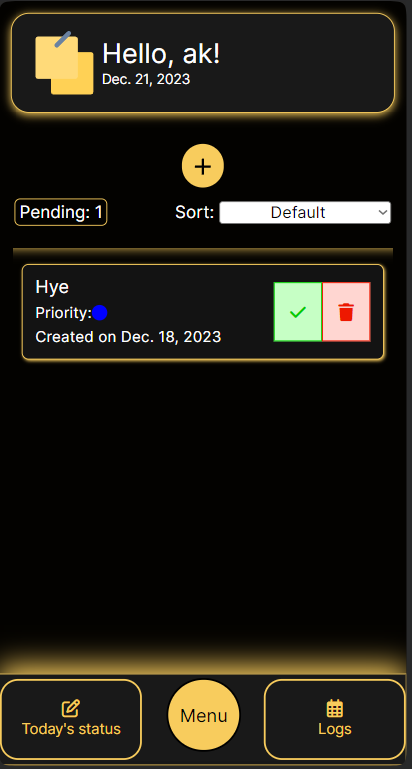 Hello, ak!
Dec. 21, 2023
+
Pending: 1
Sort: Default
Hye
Priority:
Created on Dec. 18, 2023
Today's status
Menu
Logs